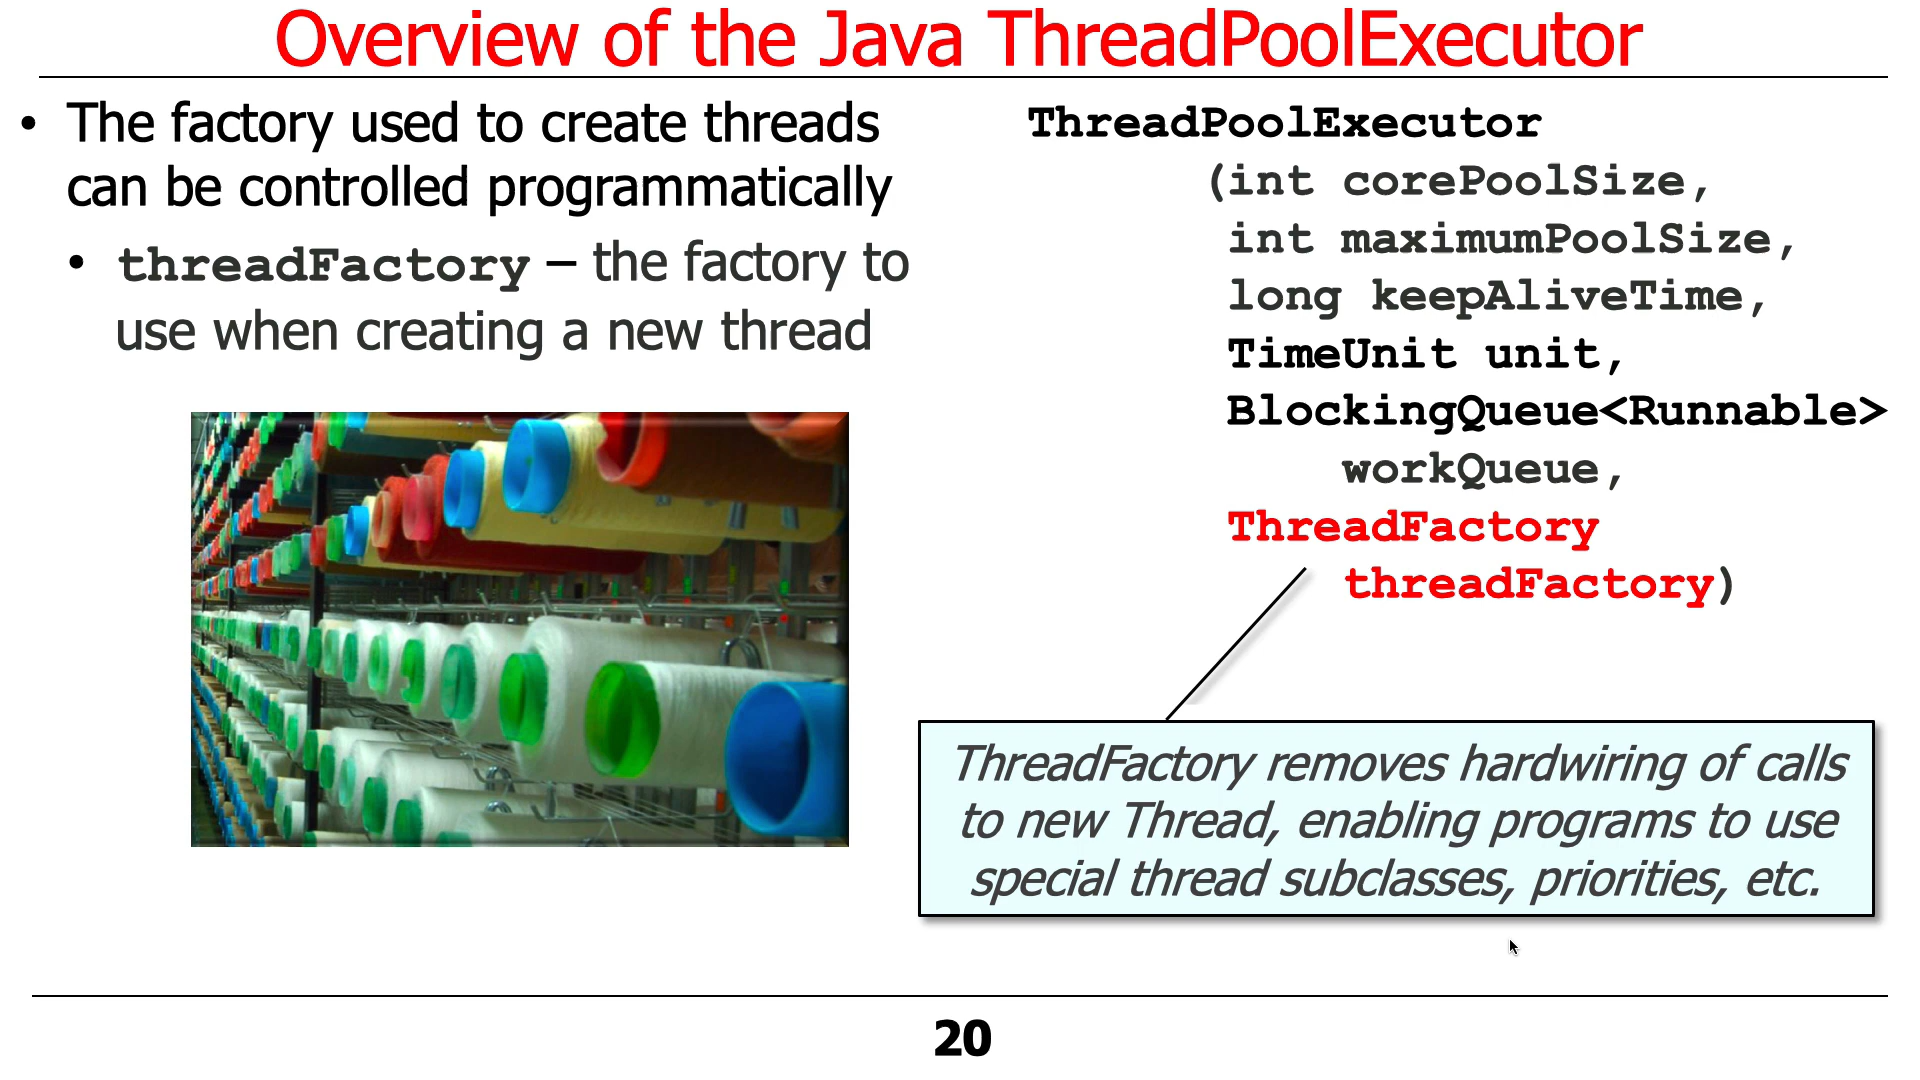 Overview of the Java ThreadPoolExecutor
• The factory used to create threads
can be controlled programmatically
• threadFactory – the factory to
use when creating a new thread
ThreadPoolExecutor
(int corePoolSize,
int maximumPoolSize,
long keepAliveTime,
TimeUnit unit,
BlockingQueue<Runnable>
workQueue,
ThreadFactory
threadFactory)
ThreadFactory removes hardwiring of calls
to new Thread, enabling programs to use
special thread subclasses, priorities, etc.
20